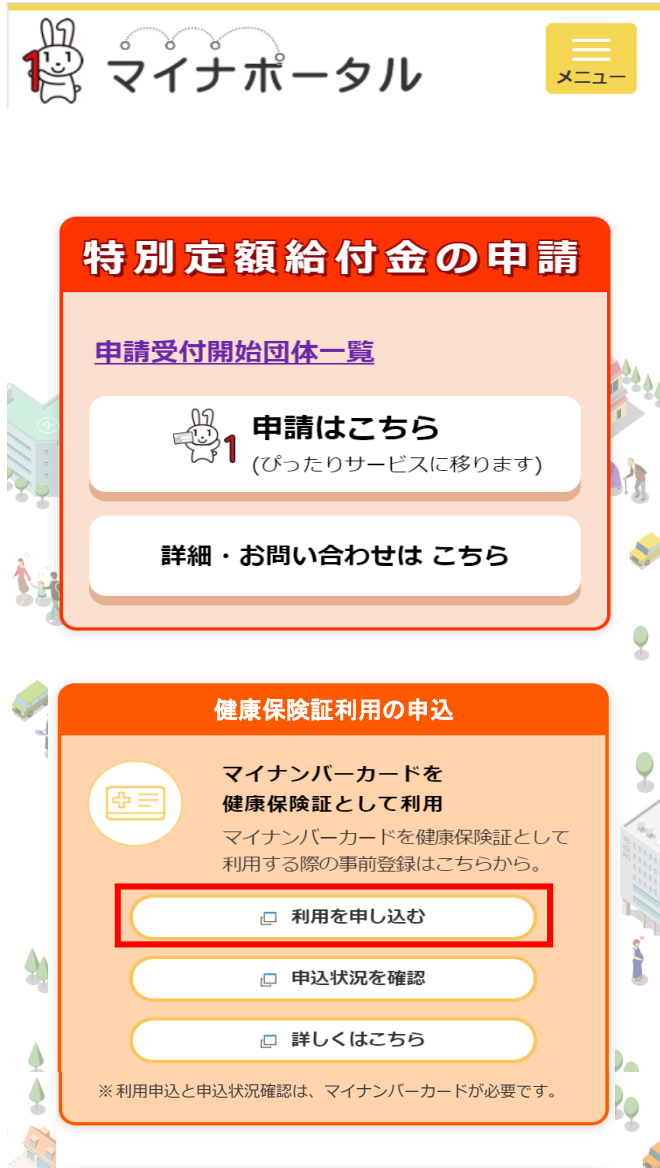 マイナポータル
メニュー
特別定額給付金の申請
申請受付開始団体一覧
1
申請はこちら
(ぴったりサービスに移ります)
詳細・お問い合わせは こちら
健康保険証利用の申込
マイナンバーカードを
健康保険証として利用
マイナンバーカードを健康保険証として
利用する際の事前登録はこちらから。
利用を申し込む
申込状況を確認
詳しくはこちら
※利用申込と申込状況確認は、マイナンバーカードが必要です。